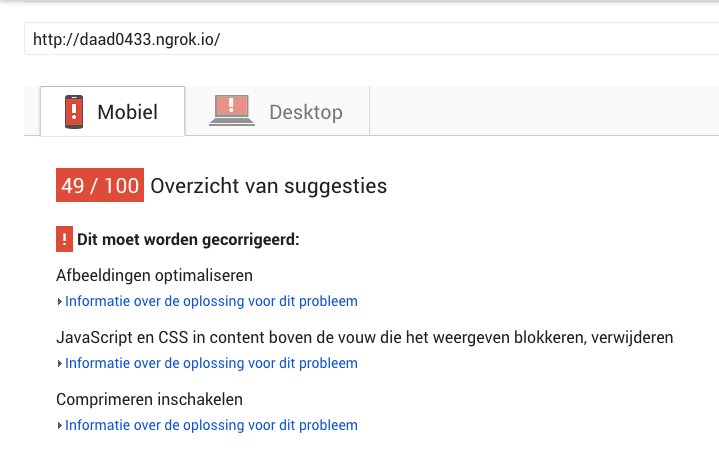 http://daad0433.ngrok.io/
Mobiel
Desktop
49 / 100 Overzicht van suggesties
! Dit moet worden gecorrigeerd:
Afbeeldingen optimaliseren
Informatie over de oplossing voor dit probleem
JavaScript en CSS in content boven de vouw die het weergeven blokkeren, verwijderen
Informatie over de oplossing voor dit probleem
Comprimeren inschakelen
Informatie over de oplossing voor dit probleem